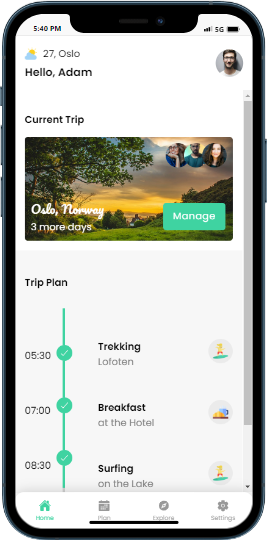 5:40 PM
5G
27, Oslo
Hello, Adam
Current Trip
Oslo, Norway
3 more days
Manage
Trip Plan
05:30
Trekking
Lofoten
07:00
Breakfast
at the Hotel
08:30
Surfing
on the Lake
Home
Plan
Explore
Settings